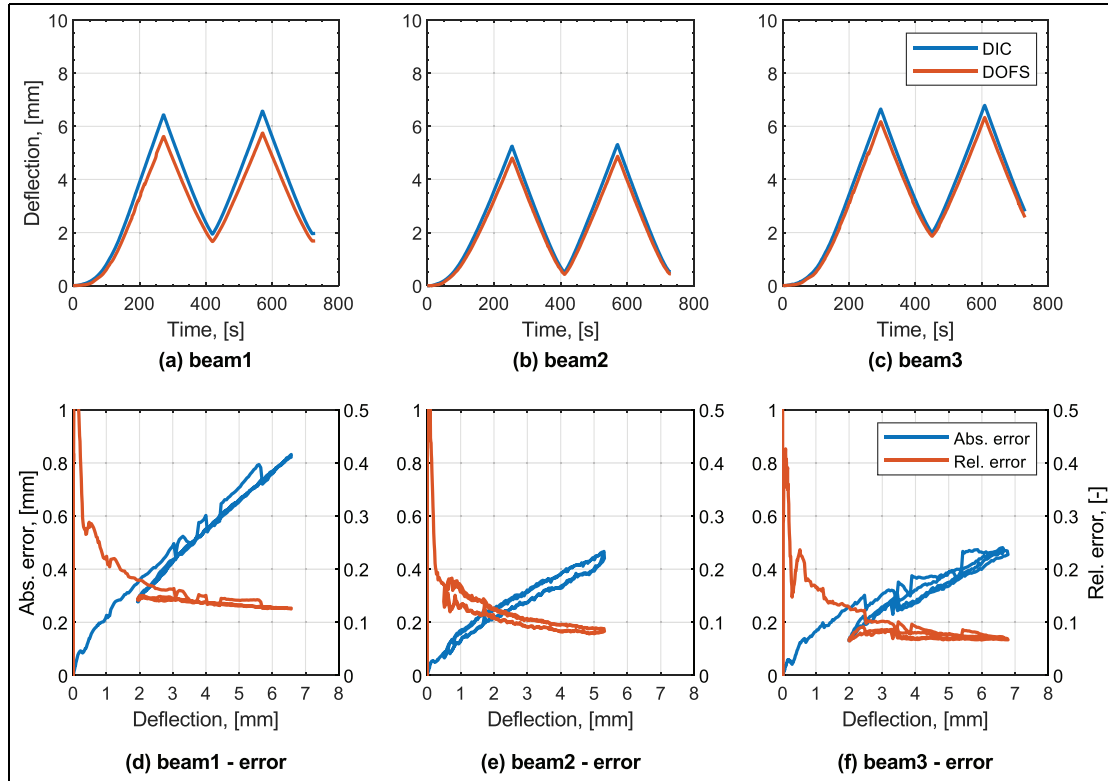 10
8
6
4
2
0
Deflection, [mm]
0 200 400 600 800
Time, [s]
(a) beam1
10
8
6
4
2
0
0 200 400 600 800
Time, [s]
(b) beam2
10
8
6
4
2
0
DIC
DOFS
0 200 400 600 800
Time, [s]
(c) beam3
1
0.8
0.6
0.4
0.2
0
Abs. error, [mm]
0.5
0.4
0.3
0.2
0.1
0
0 1 2 3 4 5 6 7 8
Deflection, [mm]
(d) beam1 - error
1
0.8
0.6
0.4
0.2
0
0.5
0.4
0.3
0.2
0.1
0
0 1 2 3 4 5 6 7 8
Deflection, [mm]
(e) beam2 - error
1
0.8
0.6
0.4
0.2
0
Abs. error
Rel. error
0.5
0.4
0.3
0.2
0.1
0
Rel. error, [-]
0 1 2 3 4 5 6 7 8
Deflection, [mm]
(f) beam3 - error